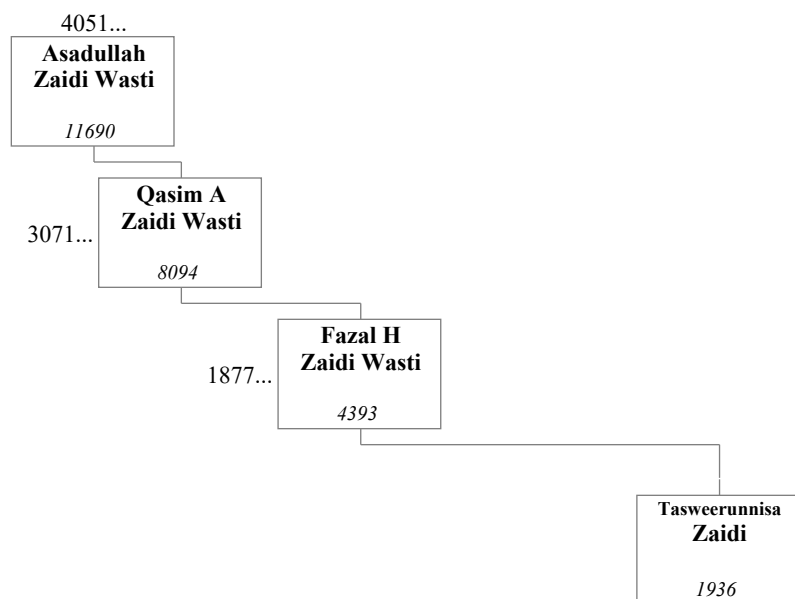 4051...
Asadullah
Zaidi Wasti
11690
Qasim A
Zaidi Wasti
3071...
8094
Fazal H
Zaidi Wasti
1877...
4393
Tasweerunnisa
Zaidi
1936